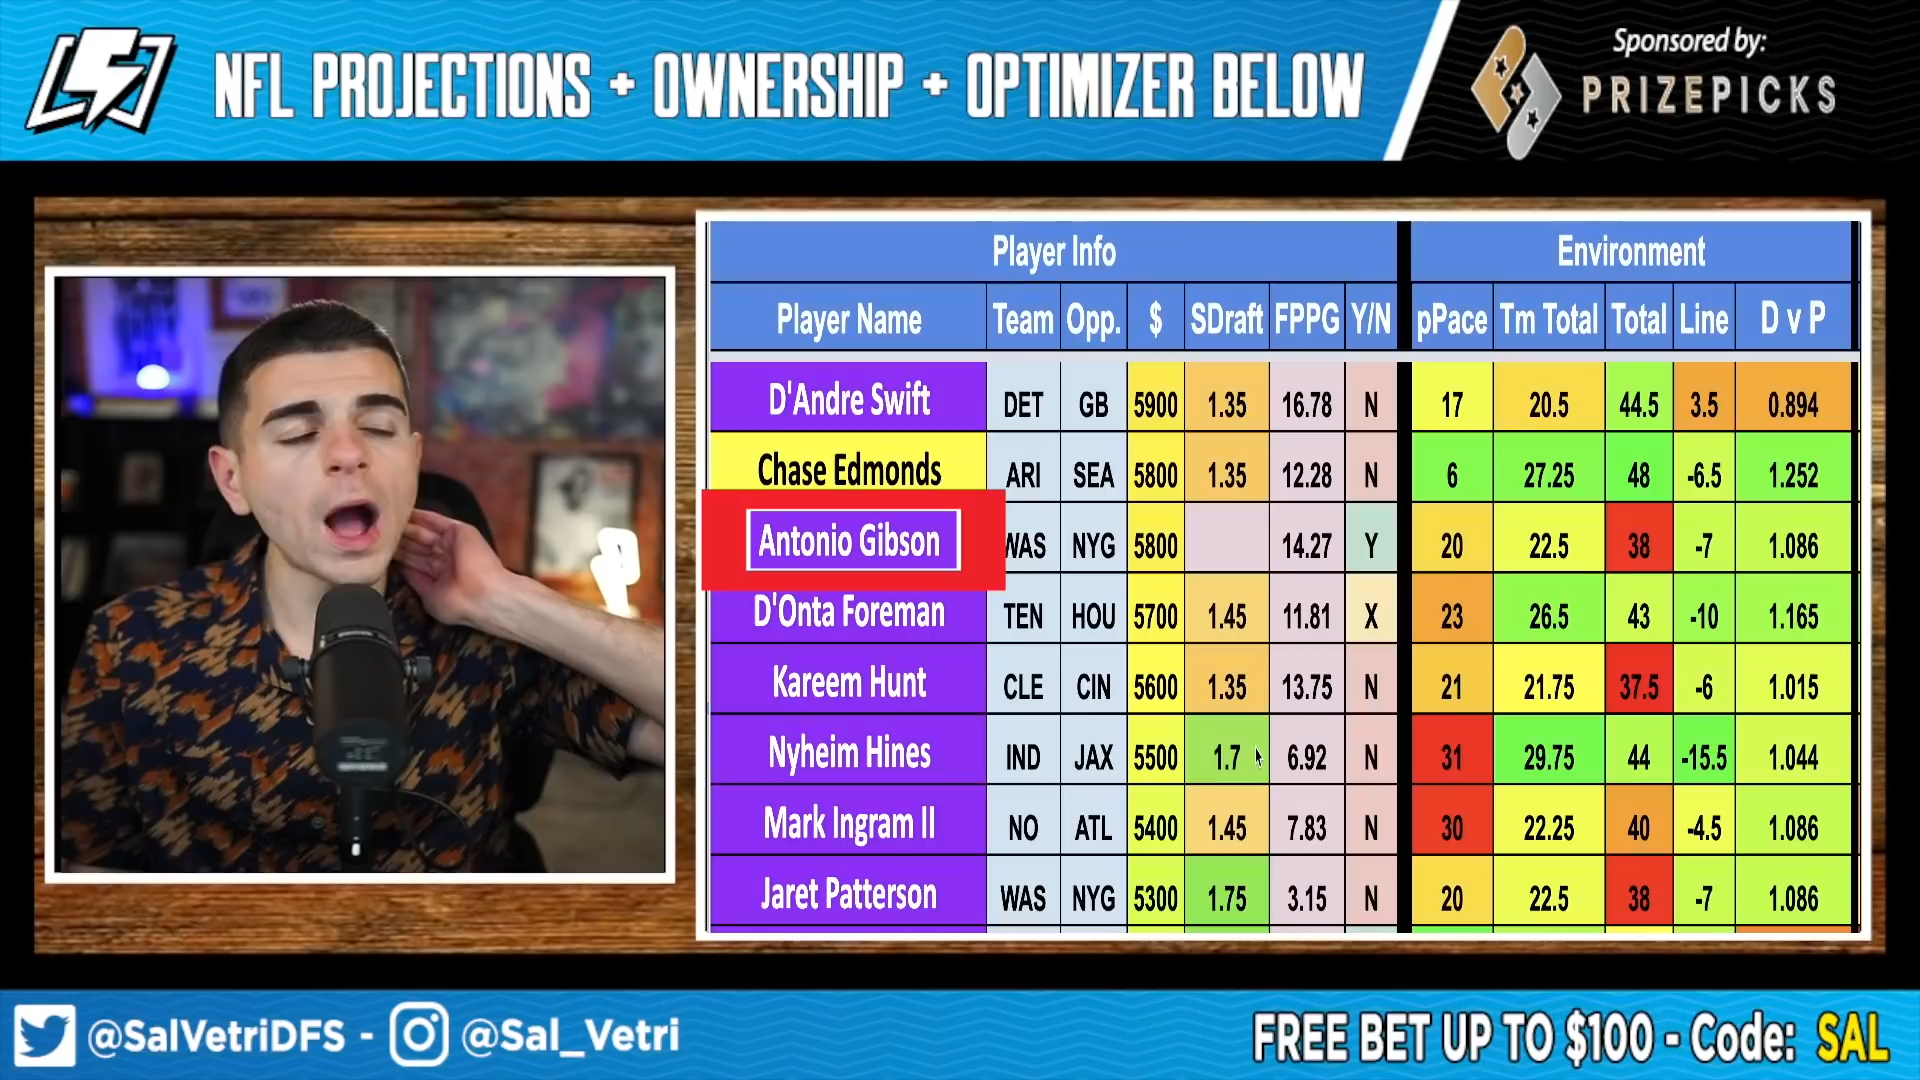 NFL PROJECTIONS + OWNERSHIP + OPTIMIZER BELOW
Sponsored by:
PRIZEPICKS
Player Info Environment
Player Name Team Opp. $ SDraft FPPG Y/N pPace Tm Total Total Line D v P
D'Andre Swift DET GB 5900 1.35 16.78 N 17 20.5 44.5 3.5 0.894
Chase Edmonds ARI SEA 5800 1.35 12.28 N 6 27.25 48 -6.5 1.252
Antonio Gibson WAS NYG 5800 14.27 Y 20 22.5 38 -7 1.086
D'Onta Foreman TEN HOU 5700 1.45 11.81 X 23 26.5 43 -10 1.165
Kareem Hunt CLE CIN 5600 1.35 13.75 N 21 21.75 37.5 -6 1.015
Nyheim Hines IND JAX 5500 1.7 6.92 N 31 29.75 44 -15.5 1.044
Mark Ingram II NO ATL 5400 1.45 7.83 N 30 22.25 40 -4.5 1.086
Jaret Patterson WAS NYG 5300 1.75 3.15 N 20 22.5 38 -7 1.086
@SalVetriDFS - @Sal_Vetri
FREE BET UP TO $100 - Code: SAL